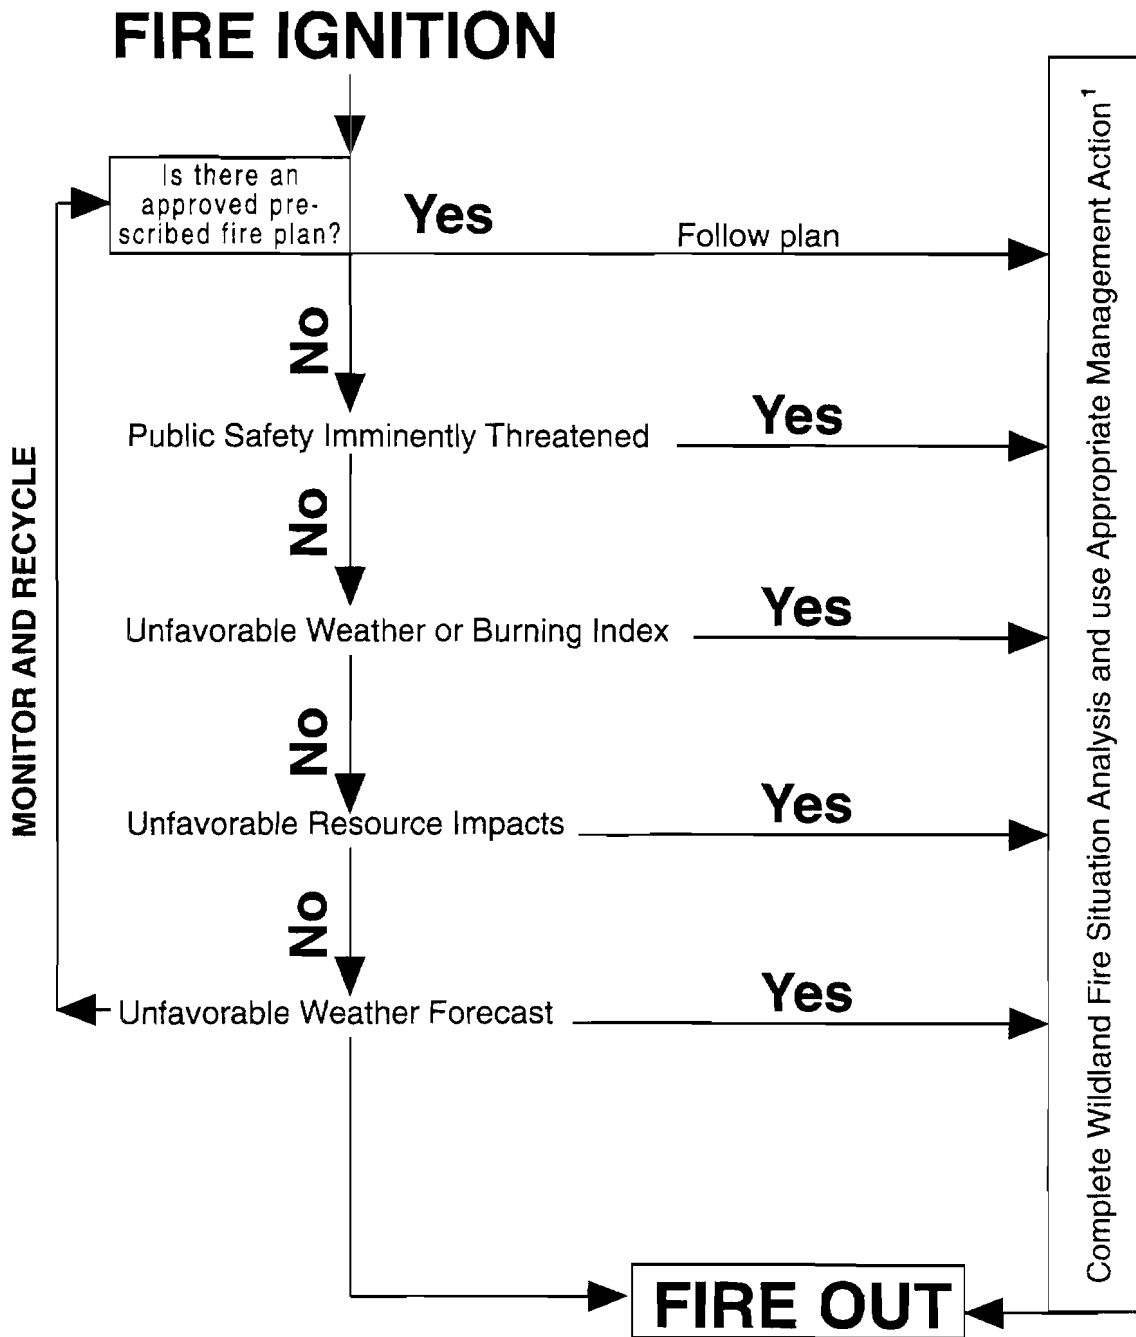 FIRE IGNITION
Is there an
approved pre-
scribed fire plan?
Yes
Follow plan
No
Public Safety Imminently Threatened
Yes
No
Unfavorable Weather or Burning Index
Yes
No
Unfavorable Resource Impacts
Yes
No
Unfavorable Weather Forecast
Yes
FIRE OUT
MONITOR AND RECYCLE
Complete Wildland Fire Situation Analysis and use Appropriate Management Action¹